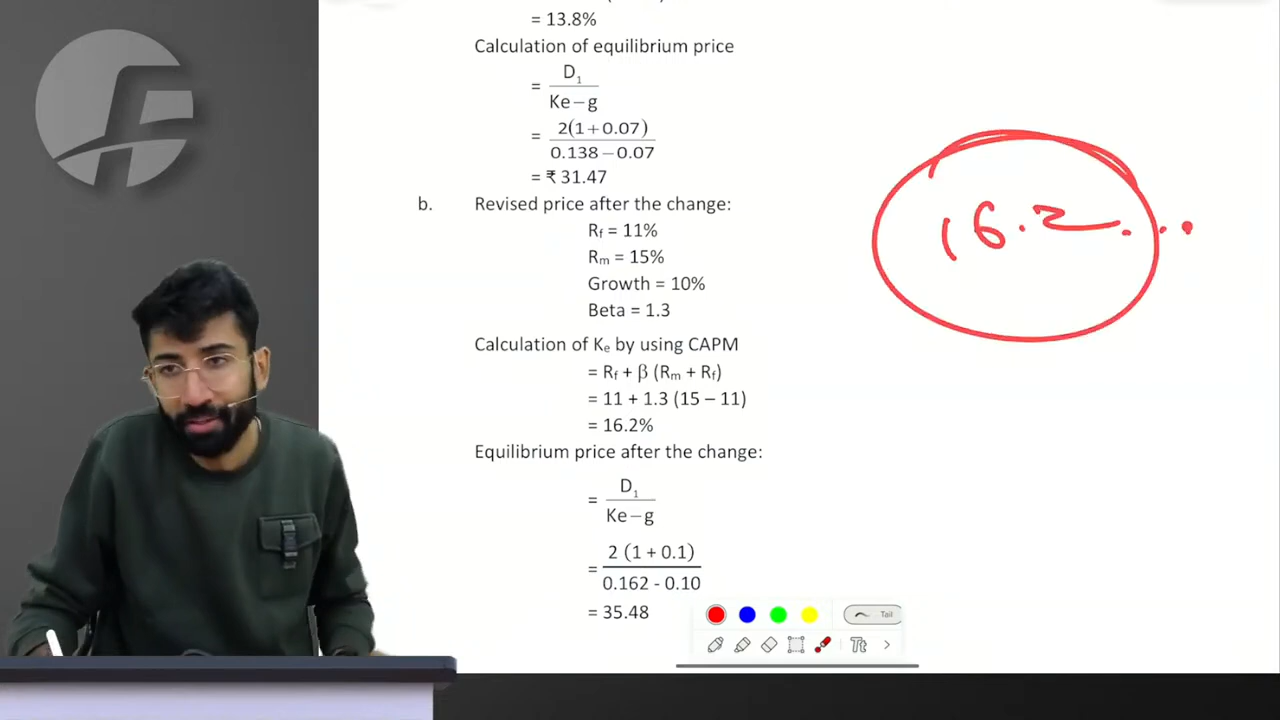 = 13.8%
Calculation of equilibrium price
= D₁ / Ke – g
= 2(1 + 0.07) / 0.138 – 0.07
= ₹ 31.47
b. Revised price after the change:
Rf = 11%
Rm = 15%
Growth = 10%
Beta = 1.3
Calculation of Ke by using CAPM
= Rf + β (Rm + Rf)
= 11 + 1.3 (15 – 11)
= 16.2%
Equilibrium price after the change:
= D₁ / Ke – g
= 2 (1 + 0.1) / 0.162 - 0.10
= 35.48
16.2...
Tail
Tt